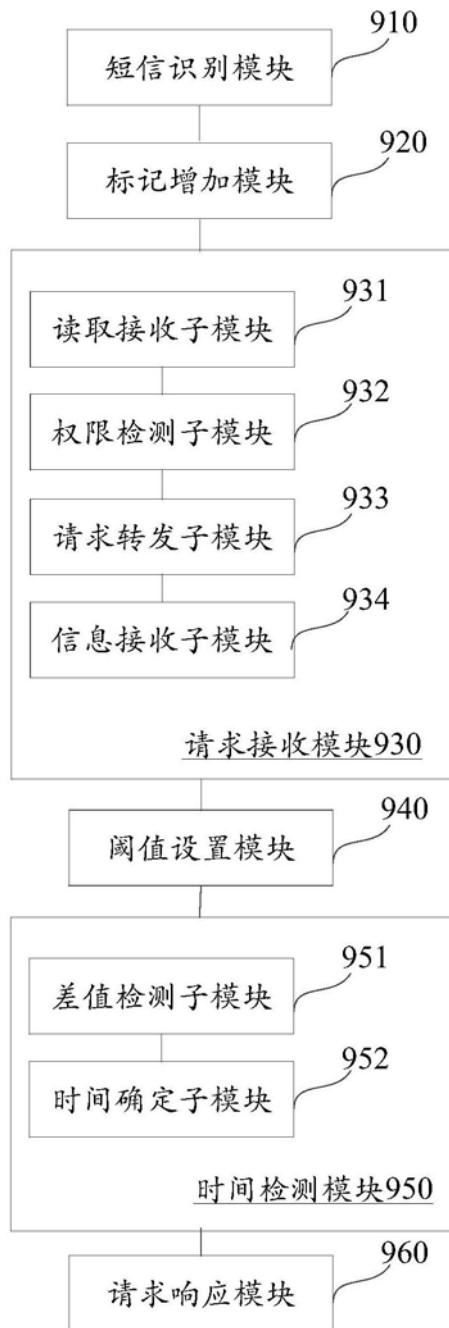 910
短信识别模块
920
标记增加模块
931
读取接收子模块
932
权限检测子模块
933
请求转发子模块
934
信息接收子模块
请求接收模块930
940
阈值设置模块
951
差值检测子模块
952
时间确定子模块
时间检测模块950
960
请求响应模块